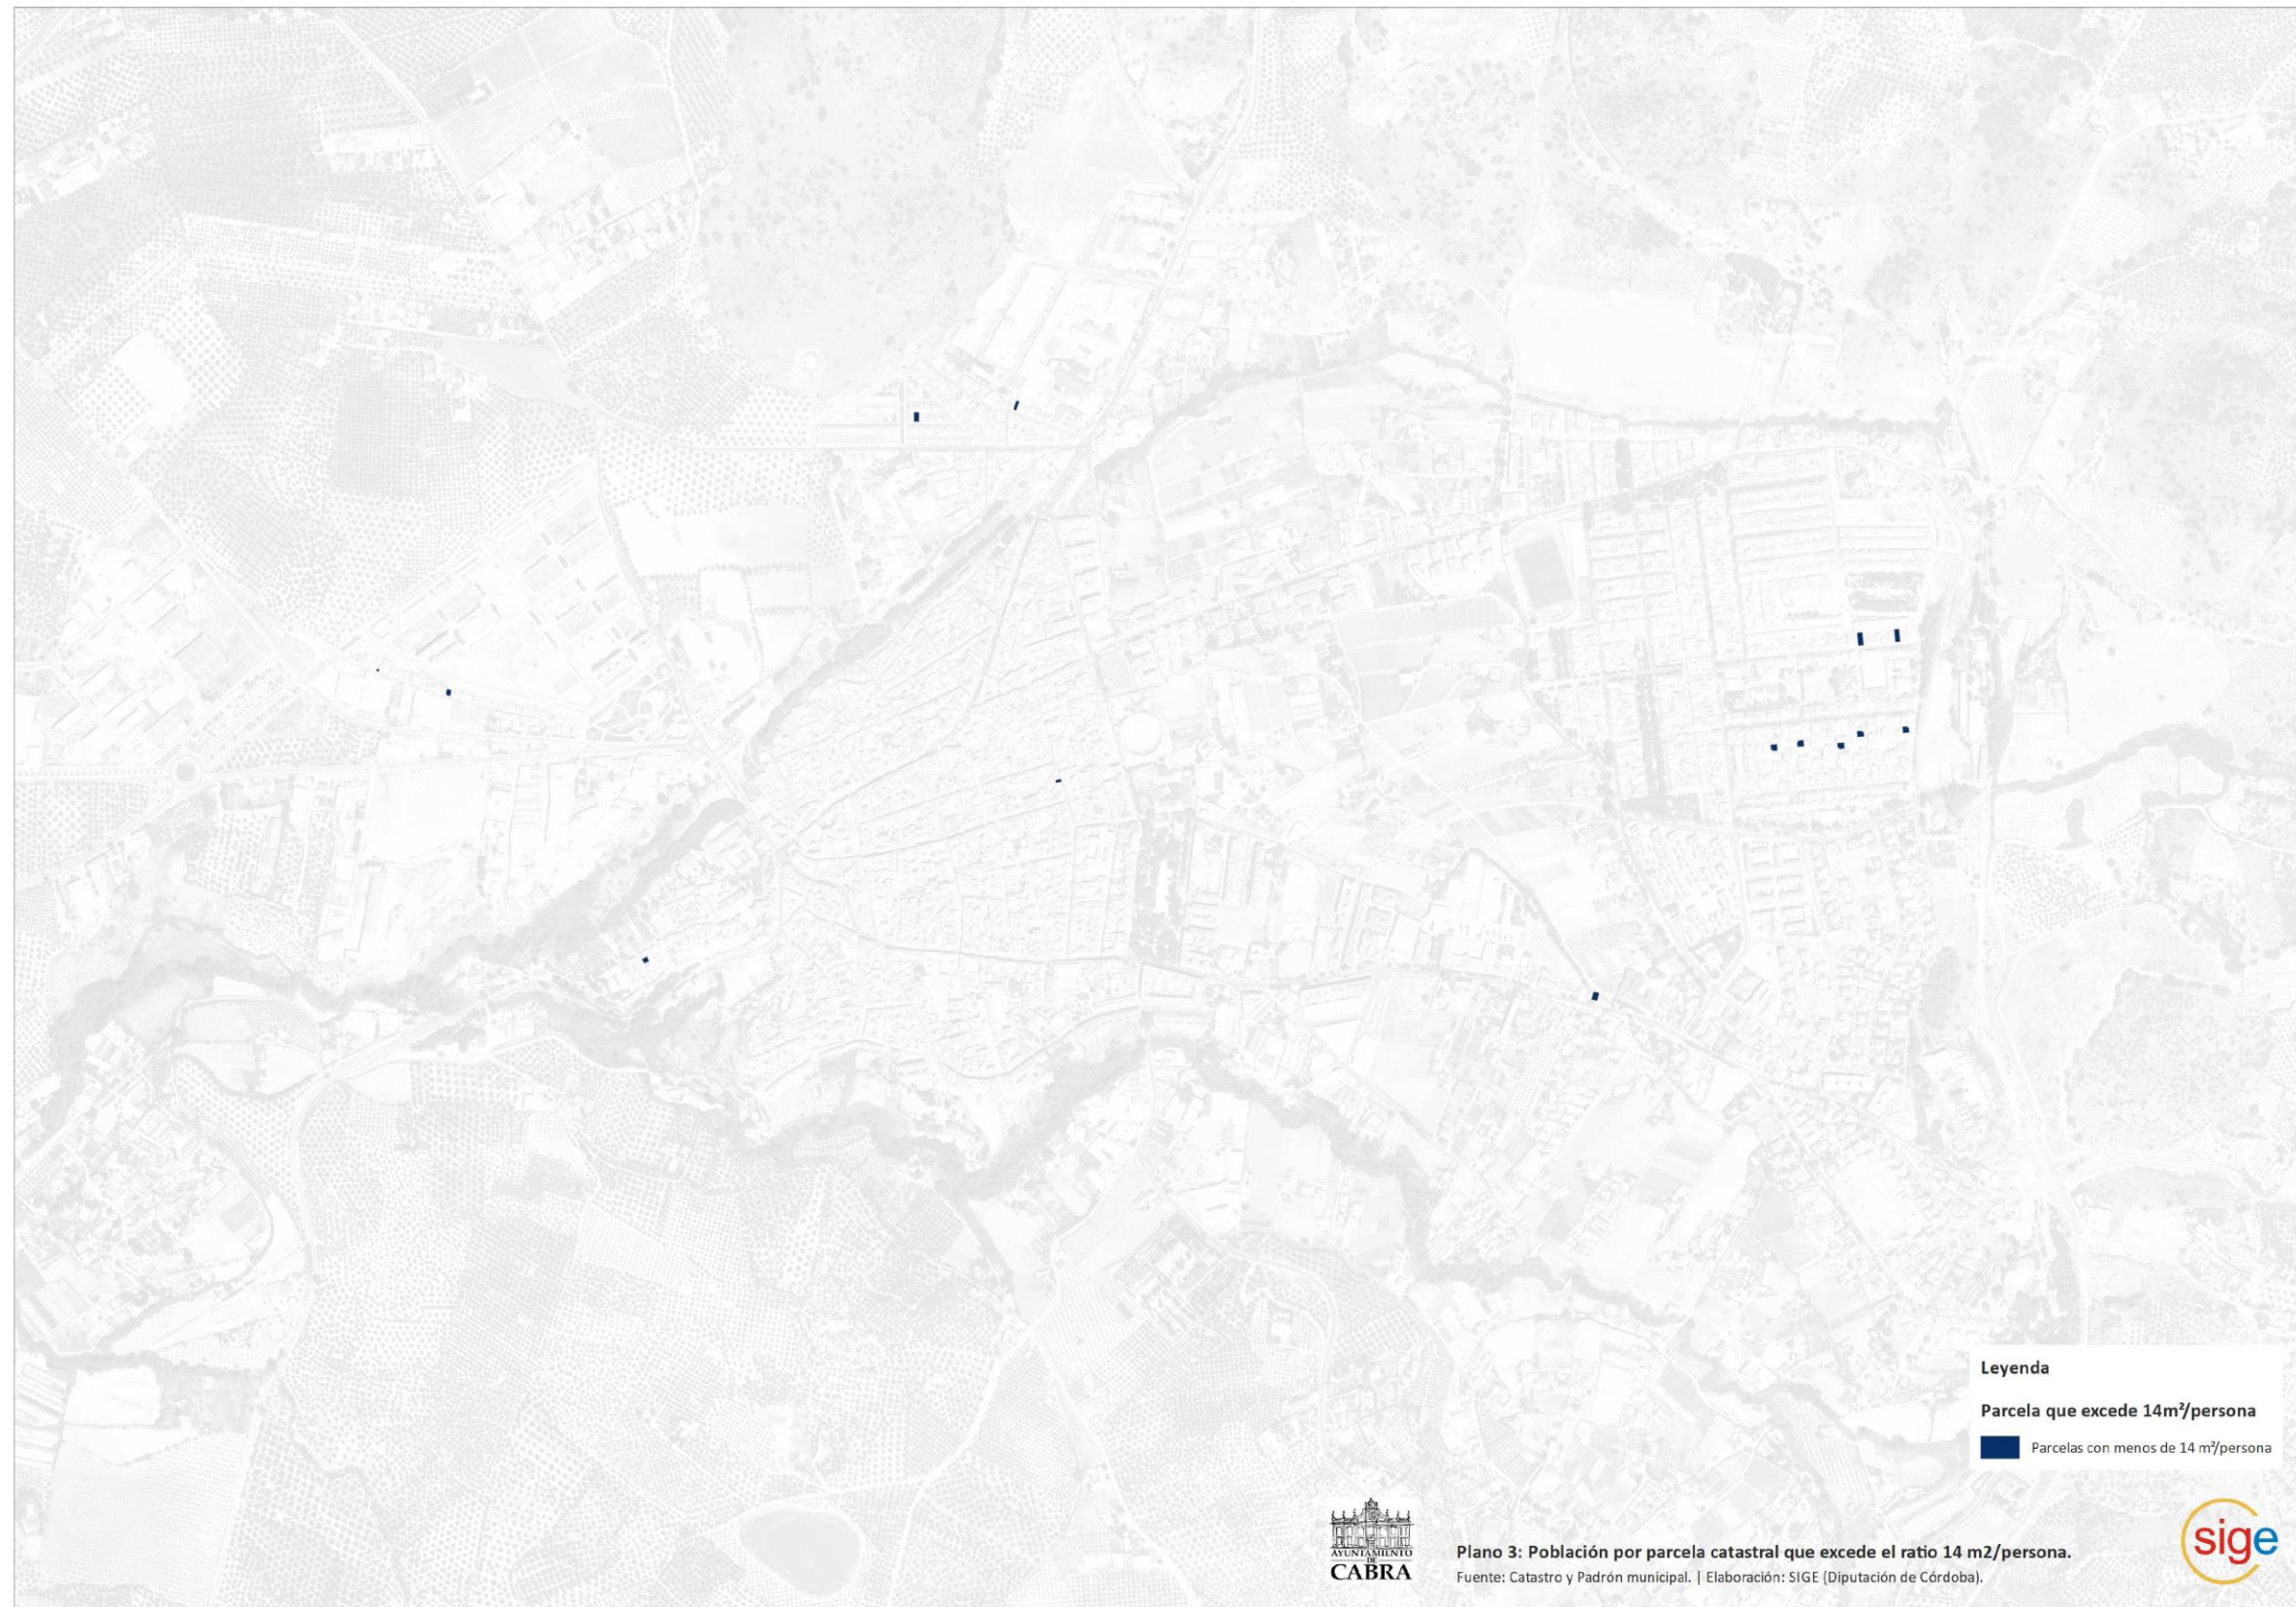 Leyenda
Parcela que excede 14m²/persona
Parcelas con menos de 14 m²/persona
AYUNTAMIENTO
DE
CABRA
Plano 3: Población por parcela catastral que excede el ratio 14 m2/persona.
Fuente: Catastro y Padrón municipal. | Elaboración: SIGE (Diputación de Córdoba).
sige